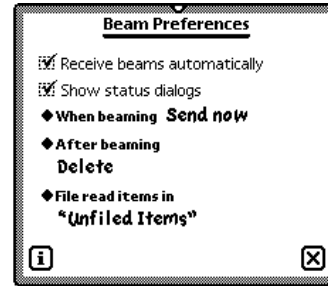 Beam Preferences
Receive beams automatically
Show status dialogs
◆When beaming Send now
◆After beaming
Delete
◆File read items in
"Unfiled Items"
i
X